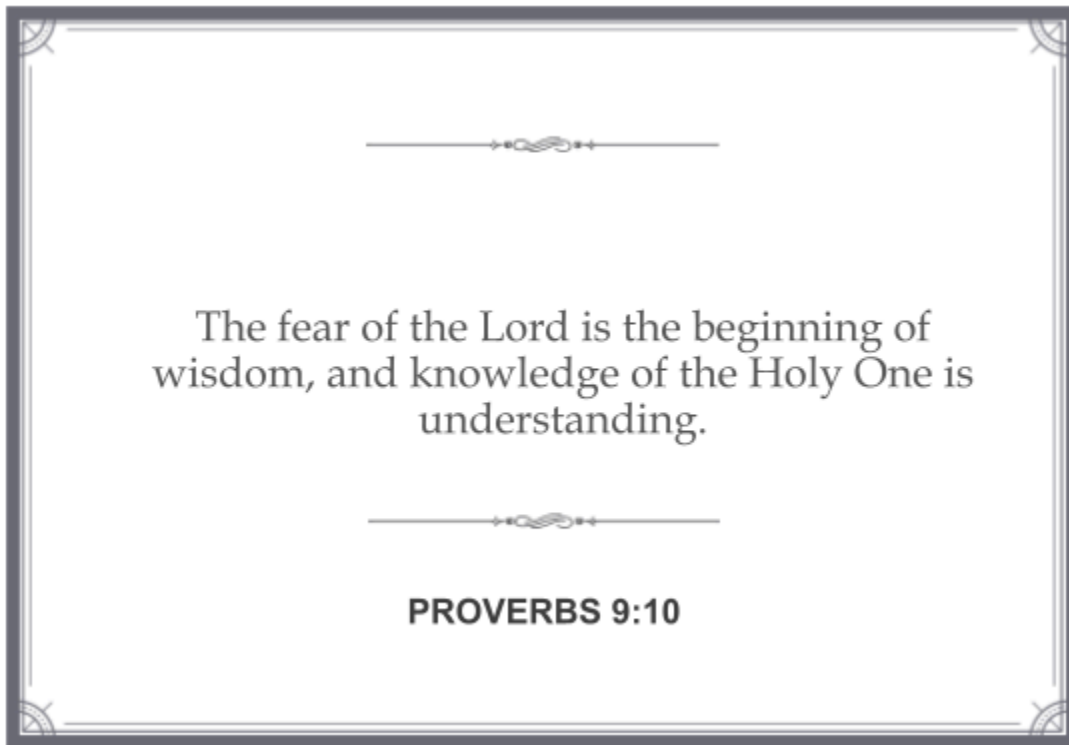 The fear of the Lord is the beginning of
wisdom, and knowledge of the Holy One is
understanding.
PROVERBS 9:10